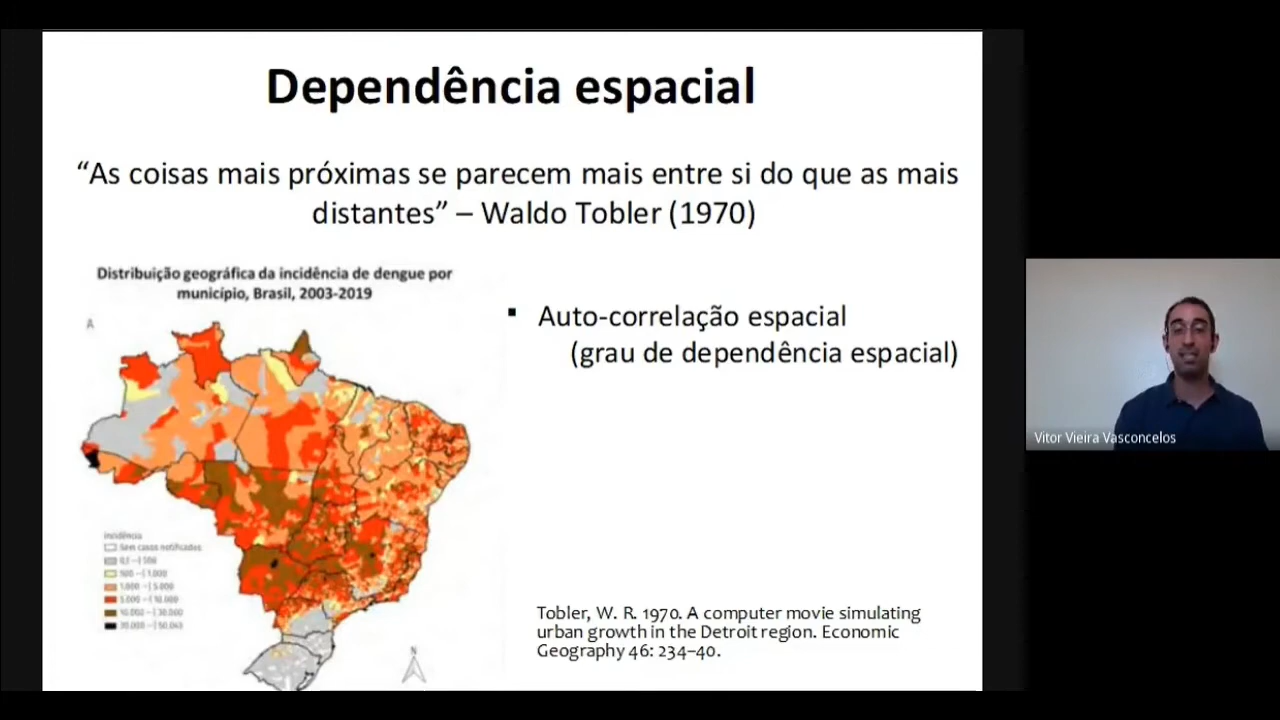 Dependência espacial
“As coisas mais próximas se parecem mais entre si do que as mais
distantes” – Waldo Tobler (1970)
Distribuição geográfica da incidência de dengue por
município, Brasil, 2003-2019
A
▪ Auto-correlação espacial
(grau de dependência espacial)
Incidência
Sem casos notificados
0,1 --| 500
500 --| 1.000
1.000 --| 5.000
5.000 --| 10.000
10.000 --| 30.000
N
Tobler, W. R. 1970. A computer movie simulating
urban growth in the Detroit region. Economic
Geography 46: 234–40.
Vitor Vieira Vasconcelos